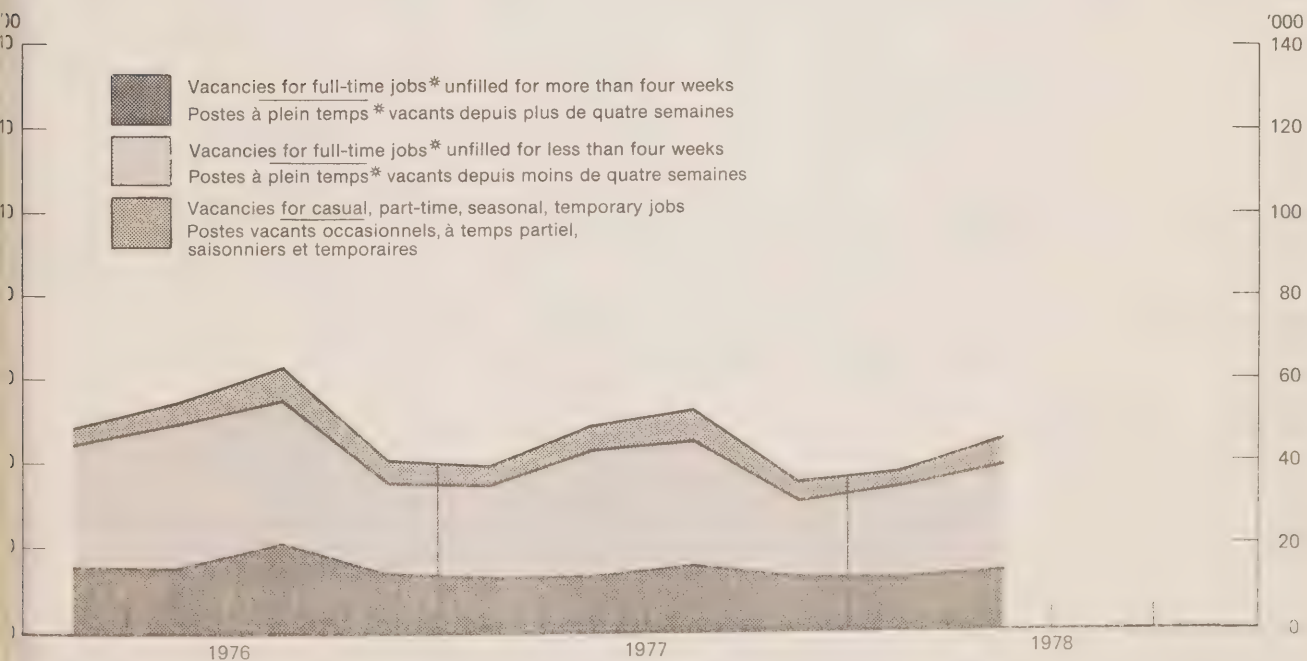 '000
140
Vacancies for full-time jobs* unfilled for more than four weeks
Postes à plein temps* vacants depuis plus de quatre semaines
120
Vacancies for full-time jobs* unfilled for less than four weeks
Postes à plein temps* vacants depuis moins de quatre semaines
100
Vacancies for casual, part-time, seasonal, temporary jobs
Postes vacants occasionnels, à temps partiel,
saisonniers et temporaires
80
60
40
20
0
1976 1977 1978